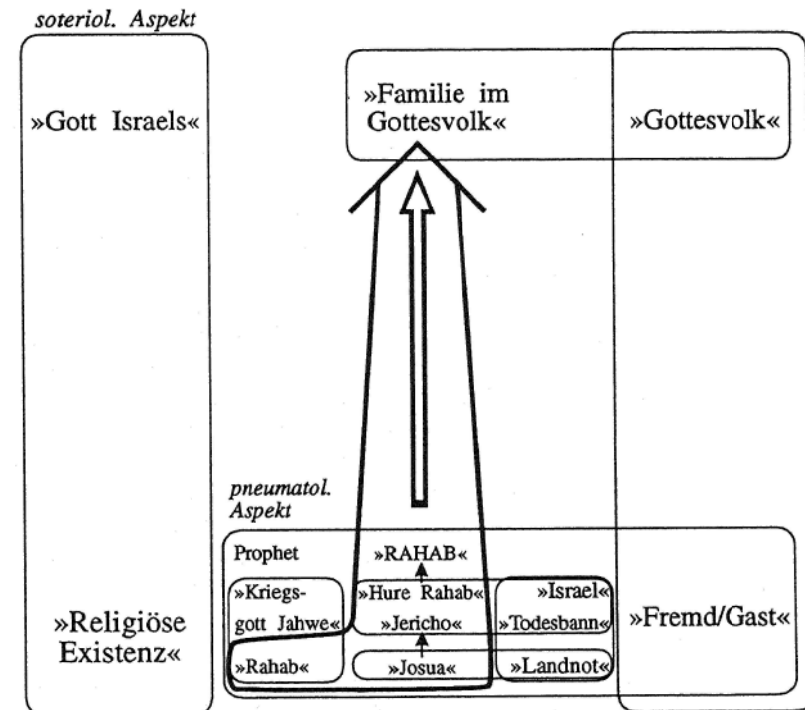 soteriol. Aspekt
»Gott Israels«
»Familie im
Gottesvolk«
»Gottesvolk«
pneumatol.
Aspekt
Prophet
»RAHAB«
»Kriegs-
gott Jahwe«
»Hure Rahab«
»Jericho«
»Israel«
»Todesbann«
»Religiöse
Existenz«
»Fremd/Gast«
»Rahab«
»Josua«
»Landnot«